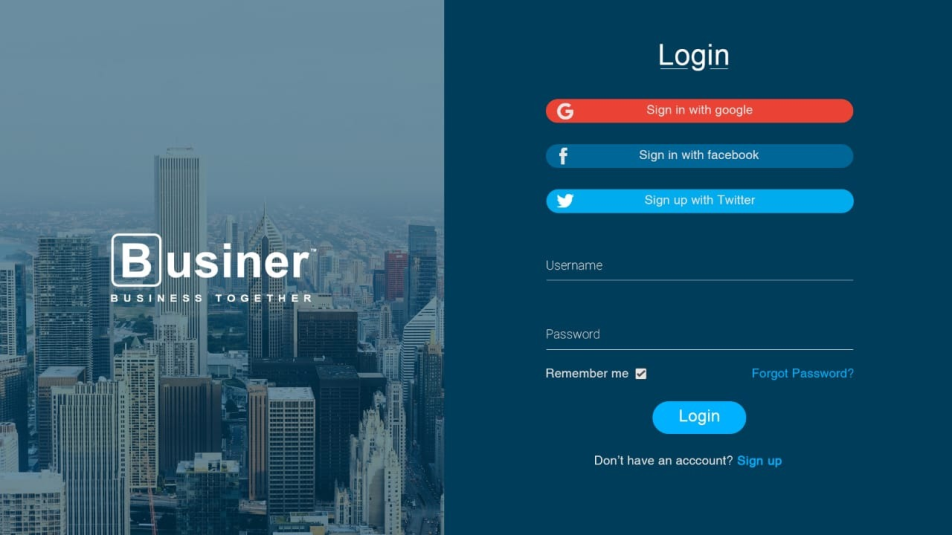 Businer™
BUSINESS TOGETHER
Login
Sign in with google
Sign in with facebook
Sign up with Twitter
Username
Password
Remember me
Forgot Password?
Login
Don't have an acccount? Sign up